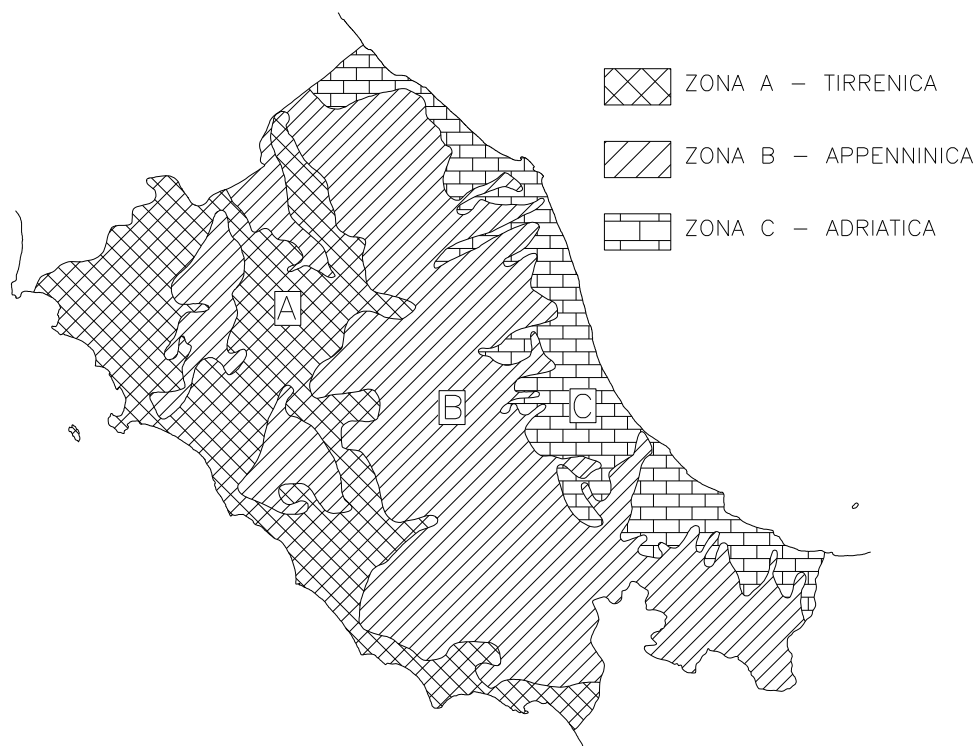 ZONA A – TIRRENICA
ZONA B – APPENNINICA
ZONA C – ADRIATICA
A
B
C